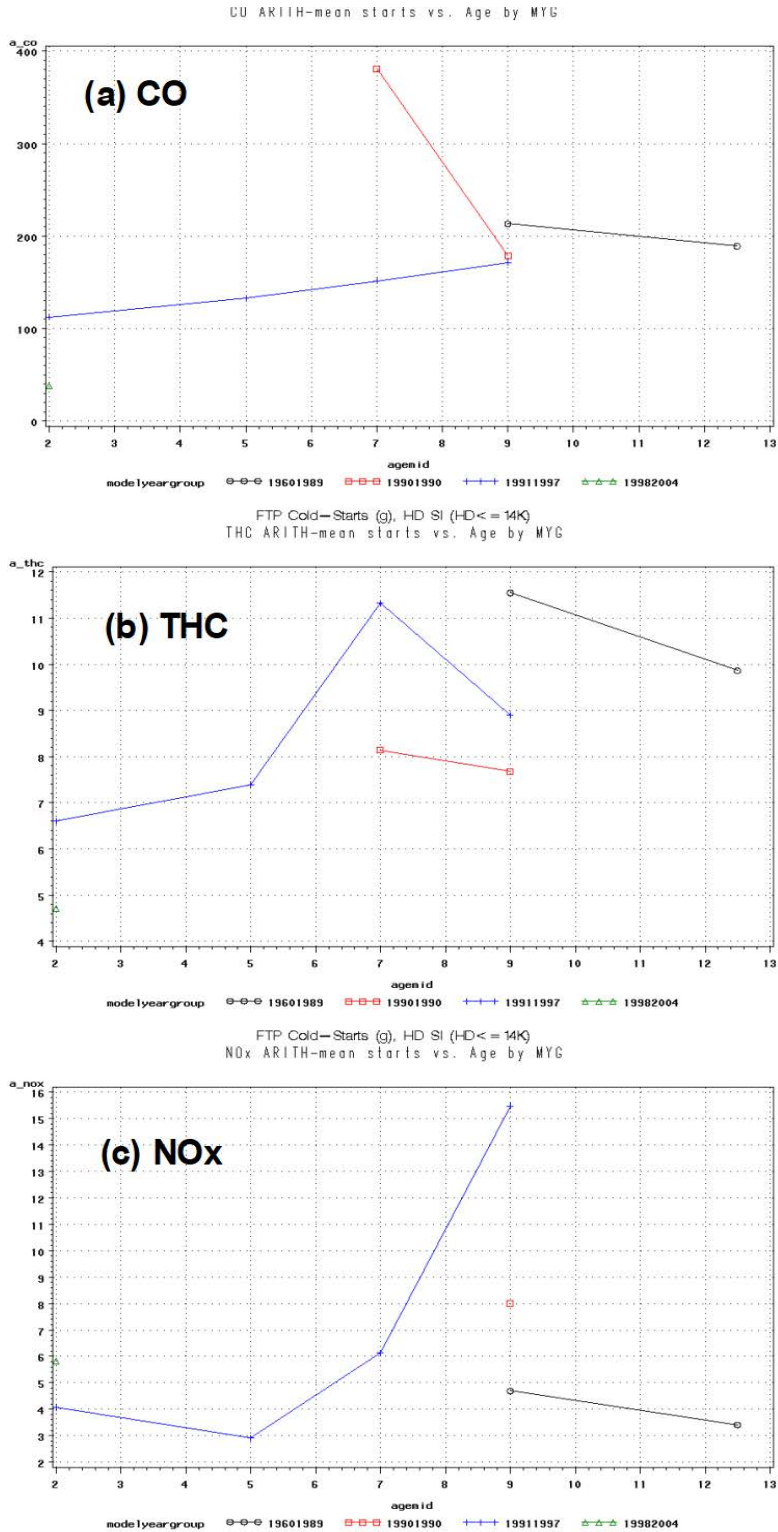 CO ARITH-mean starts vs. Age by MYG
a_co
400
(a) CO
300
200
100
0
2 3 4 5 6 7 8 9 10 11 12 13
agemid
modelyeargroup 19601989 19901990 19911997 19982004
FTP Cold-Starts (g), HD SI (HD<=14K)
THC ARITH-mean starts vs. Age by MYG
a_thc
12
(b) THC
11
10
9
8
7
6
5
4
2 3 4 5 6 7 8 9 10 11 12 13
agemid
modelyeargroup 19601989 19901990 19911997 19982004
FTP Cold-Starts (g), HD SI (HD<=14K)
NOx ARITH-mean starts vs. Age by MYG
a_nox
16
15
14
(c) NOx
13
12
11
10
9
8
7
6
5
4
3
2
2 3 4 5 6 7 8 9 10 11 12 13
agemid
modelyeargroup 19601989 19901990 19911997 19982004